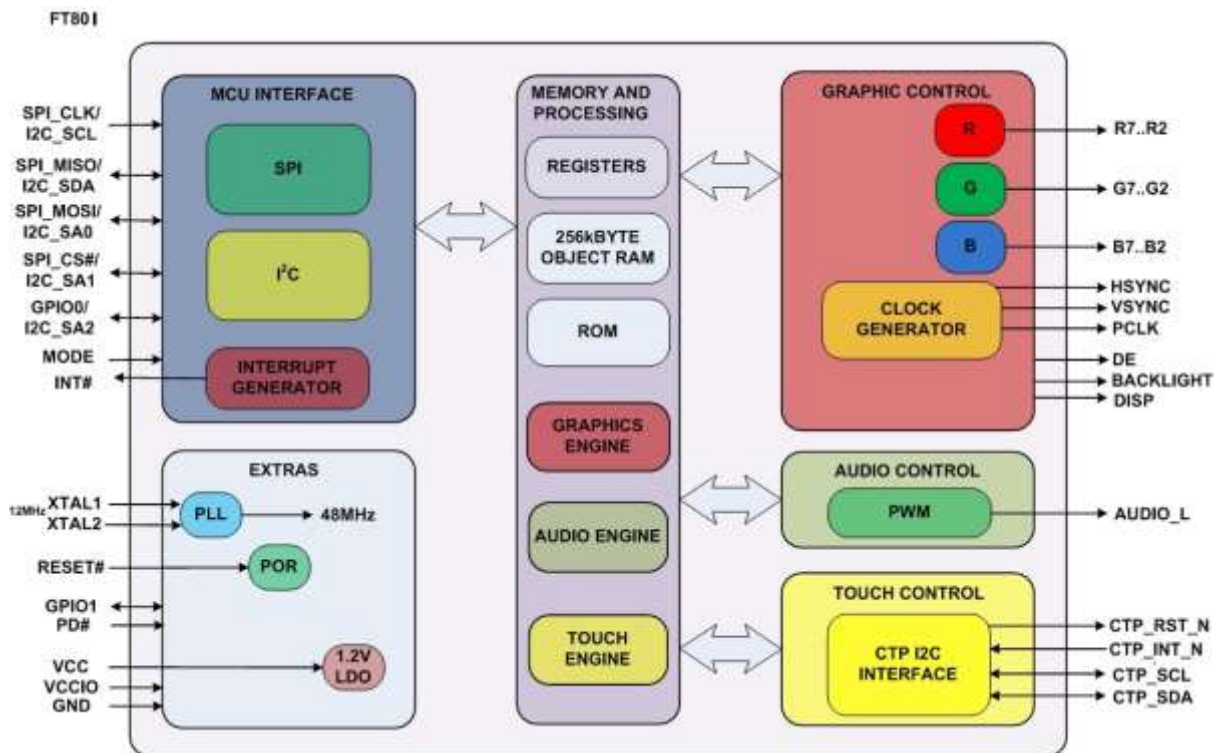 FT801
MCU INTERFACE
SPI_CLK/
I2C_SCL
SPI_MISO/
I2C_SDA
SPI_MOSI/
I2C_SA0
SPI_CS#/
I2C_SA1
GPIO0/
I2C_SA2
MODE
INT#
SPI
I²C
INTERRUPT
GENERATOR
EXTRAS
12MHz
XTAL1
XTAL2
PLL
48MHz
RESET#
POR
GPIO1
PD#
VCC
VCCIO
GND
1.2V
LDO
MEMORY AND
PROCESSING
REGISTERS
256kBYTE
OBJECT RAM
ROM
GRAPHICS
ENGINE
AUDIO ENGINE
TOUCH
ENGINE
GRAPHIC CONTROL
R
R7..R2
G
G7..G2
B
B7..B2
CLOCK
GENERATOR
HSYNC
VSYNC
PCLK
DE
BACKLIGHT
DISP
AUDIO CONTROL
PWM
AUDIO_L
TOUCH CONTROL
CTP I2C
INTERFACE
CTP_RST_N
CTP_INT_N
CTP_SCL
CTP_SDA